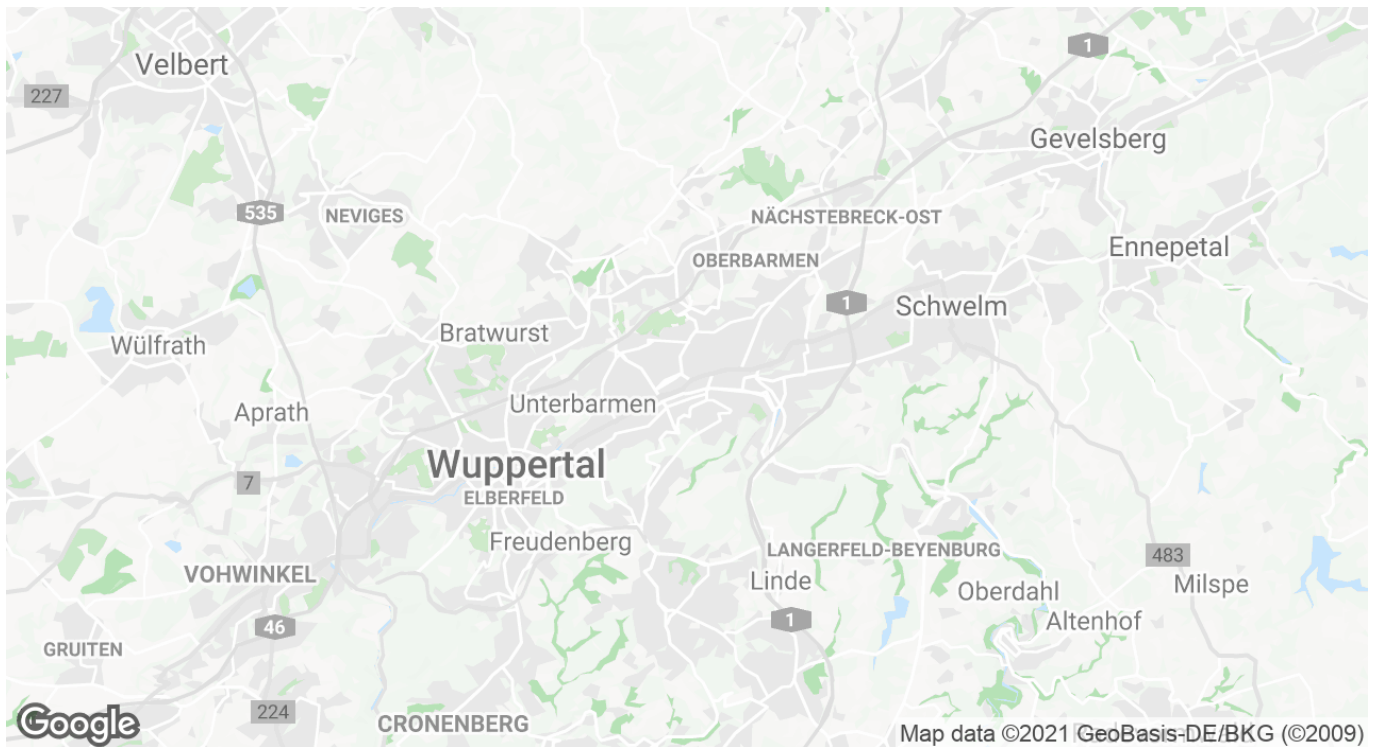 1
Velbert
227
Gevelsberg
535
NEVIGES
NÄCHSTEBRECK-OST
Ennepetal
OBERBARMEN
1
Schwelm
Bratwurst
Wülfrath
Aprath
Unterbarmen
Wuppertal
7
ELBERFELD
Freudenberg
LANGERFELD-BEYENBURG
483
VOHWINKEL
Linde
Oberdahl
Milspe
1
Altenhof
46
GRUITEN
224
CRONENBERG
Google
Map data ©2021 GeoBasis-DE/BKG (©2009)